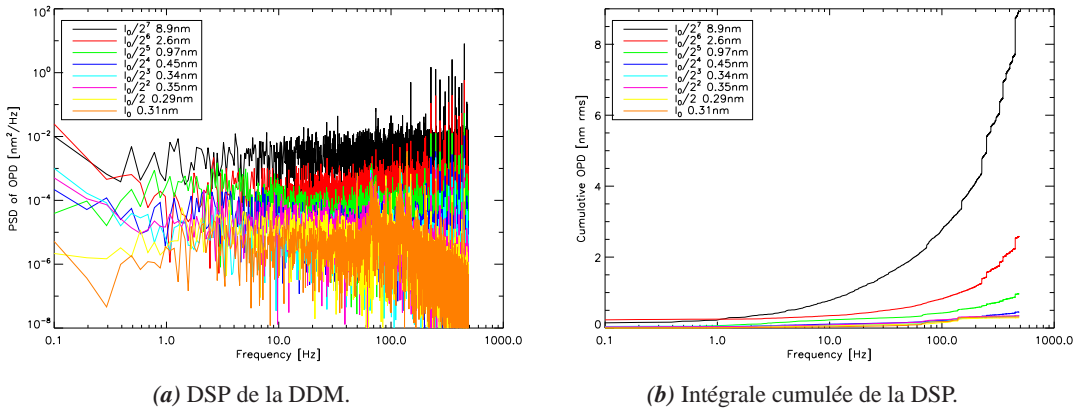 I₀/2⁷ 8.9nm
I₀/2⁶ 2.6nm
I₀/2⁵ 0.97nm
I₀/2⁴ 0.45nm
I₀/2³ 0.34nm
I₀/2² 0.35nm
I₀/2 0.29nm
I₀ 0.31nm
PSD of OPD [nm²/Hz]
10²
10⁰
10⁻²
10⁻⁴
10⁻⁶
10⁻⁸
0.1 1.0 10.0 100.0 1000.0
Frequency [Hz]
(a) DSP de la DDM.
I₀/2⁷ 8.9nm
I₀/2⁶ 2.6nm
I₀/2⁵ 0.97nm
I₀/2⁴ 0.45nm
I₀/2³ 0.34nm
I₀/2² 0.35nm
I₀/2 0.29nm
I₀ 0.31nm
Cumulative OPD [nm rms]
8
6
4
2
0
0.1 1.0 10.0 100.0 1000.0
Frequency [Hz]
(b) Intégrale cumulée de la DSP.